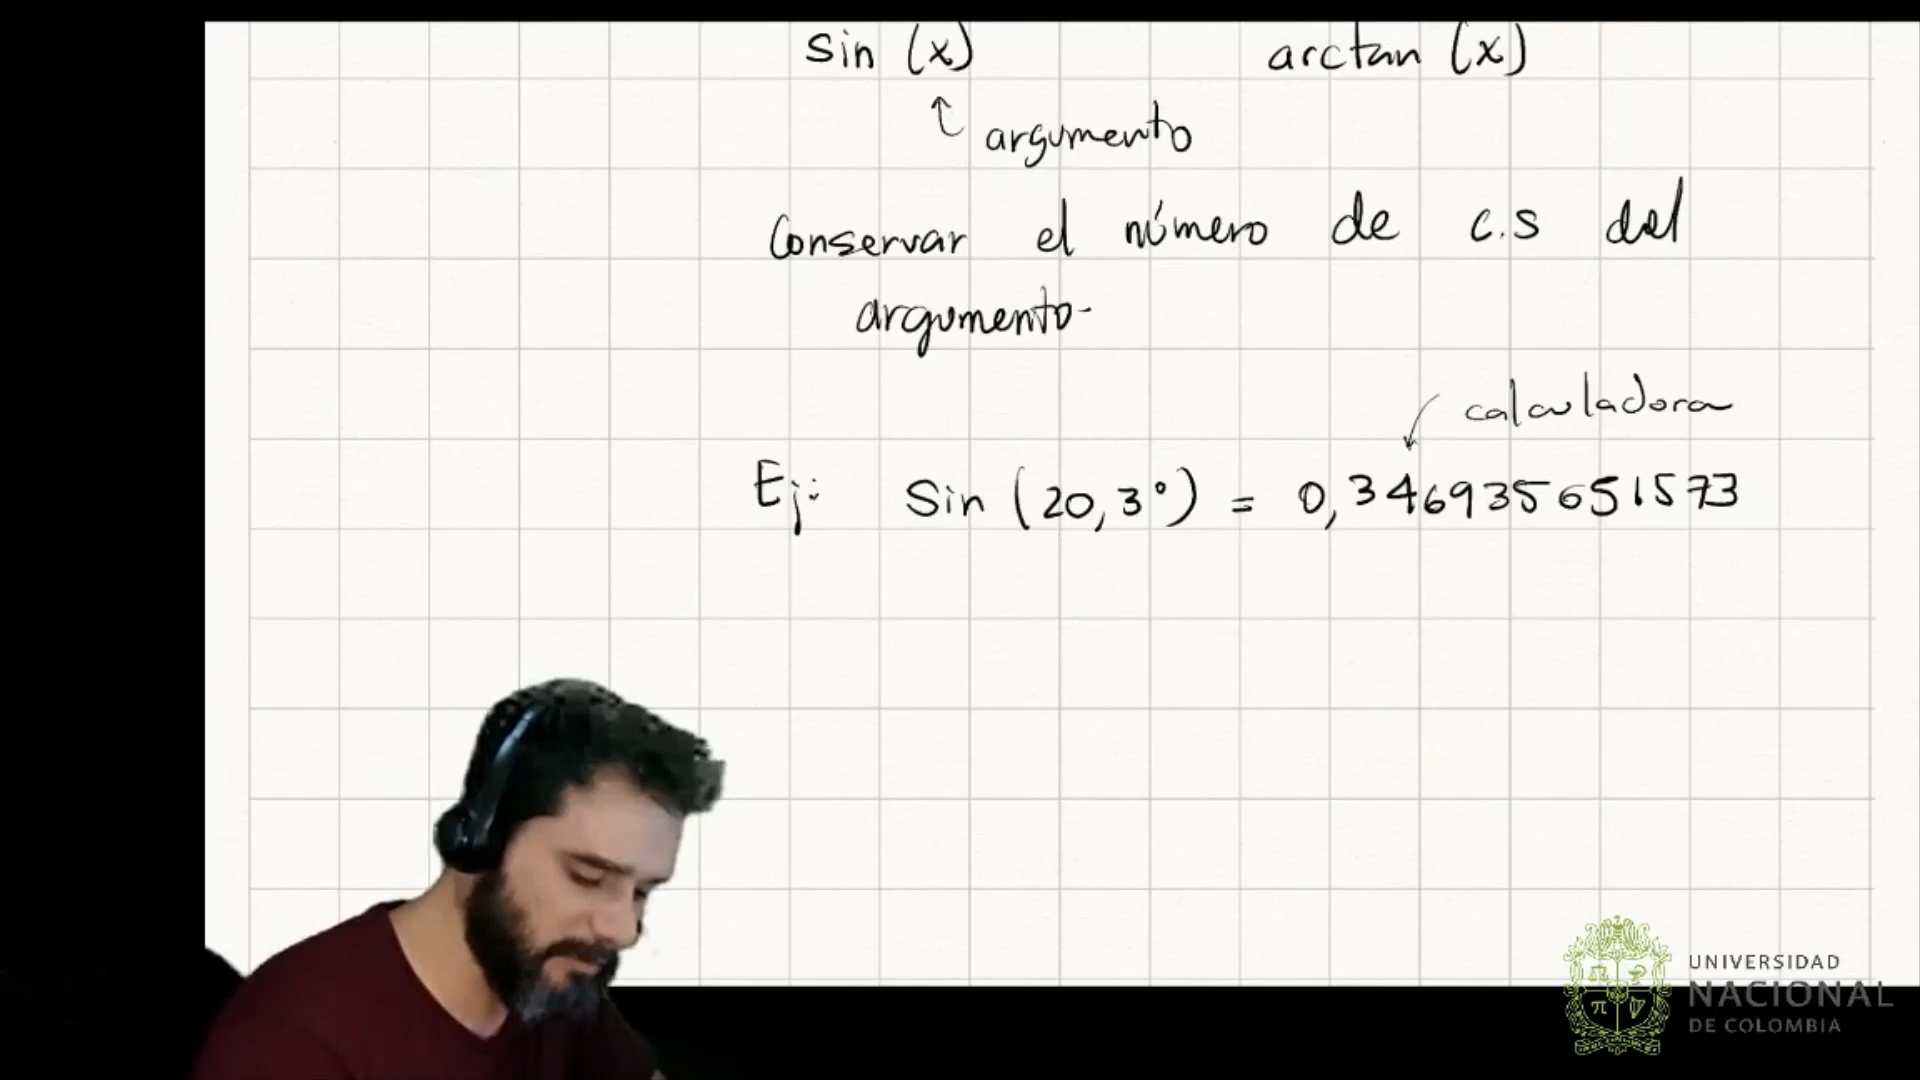 sin (x) arctan (x)
argumento
Conservar el número de c.s del
argumento.
calculadora
Ej: Sin (20,3°) = 0,346935651573
UNIVERSIDAD
NACIONAL
DE COLOMBIA